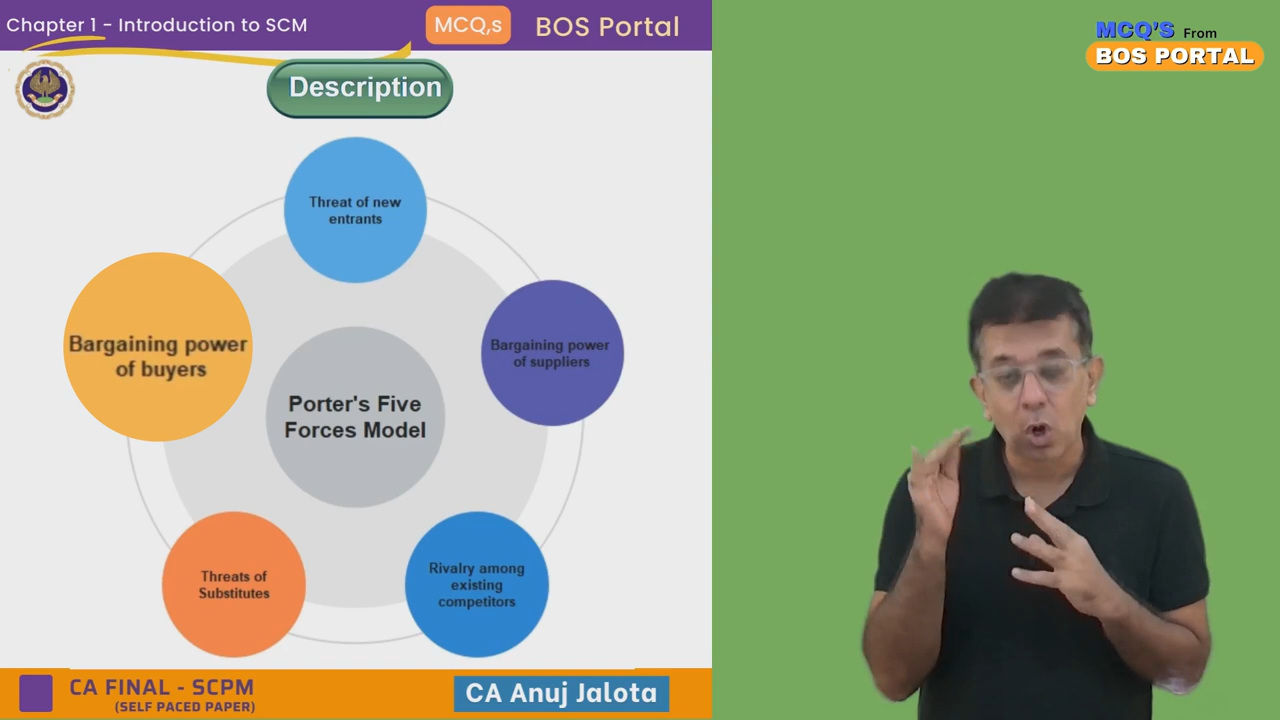 Chapter 1 - Introduction to SCM
MCQ,s
BOS Portal
MCQ'S From
BOS PORTAL
Description
Threat of new
entrants
Bargaining power
of buyers
Bargaining power
of suppliers
Porter's Five
Forces Model
Threats of
Substitutes
Rivalry among
existing
competitors
CA FINAL - SCPM
(SELF PACED PAPER)
CA Anuj Jalota